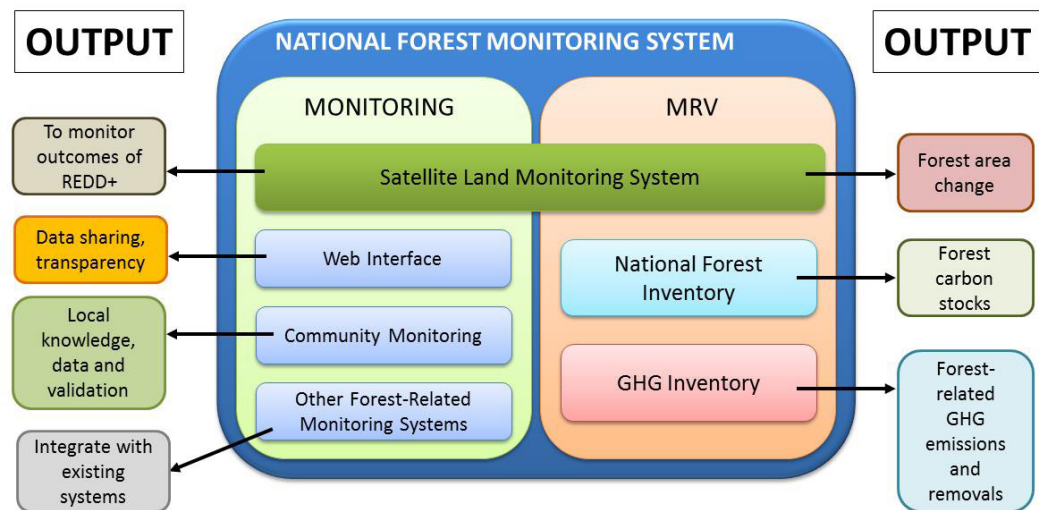 OUTPUT
NATIONAL FOREST MONITORING SYSTEM
OUTPUT
MONITORING
MRV
To monitor
outcomes of
REDD+
Satellite Land Monitoring System
Forest area
change
Data sharing,
transparency
Web Interface
National Forest
Inventory
Forest
carbon
stocks
Local
knowledge,
data and
validation
Community Monitoring
GHG Inventory
Forest-
related
GHG
emissions
and
removals
Other Forest-Related
Monitoring Systems
Integrate with
existing
systems